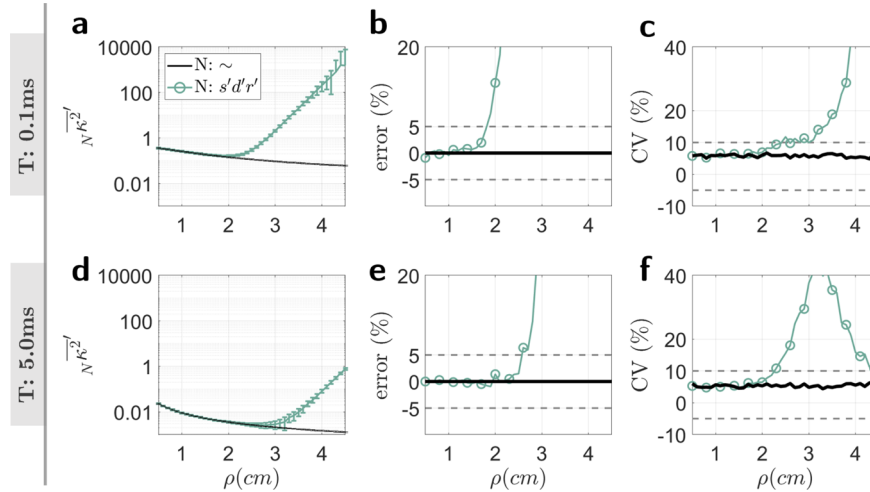 T: 0.1ms
a
10000
100
1
0.01
N𝜅²′
1 2 3 4
N: ∼
N: s′d′r′
b
20
5
0
-5
error (%)
1 2 3 4
c
40
20
10
0
-10
CV (%)
1 2 3 4
T: 5.0ms
d
10000
100
1
0.01
N𝜅²′
1 2 3 4
ρ(cm)
e
20
5
0
-5
error (%)
1 2 3 4
ρ(cm)
f
40
20
10
0
-10
CV (%)
1 2 3 4
ρ(cm)